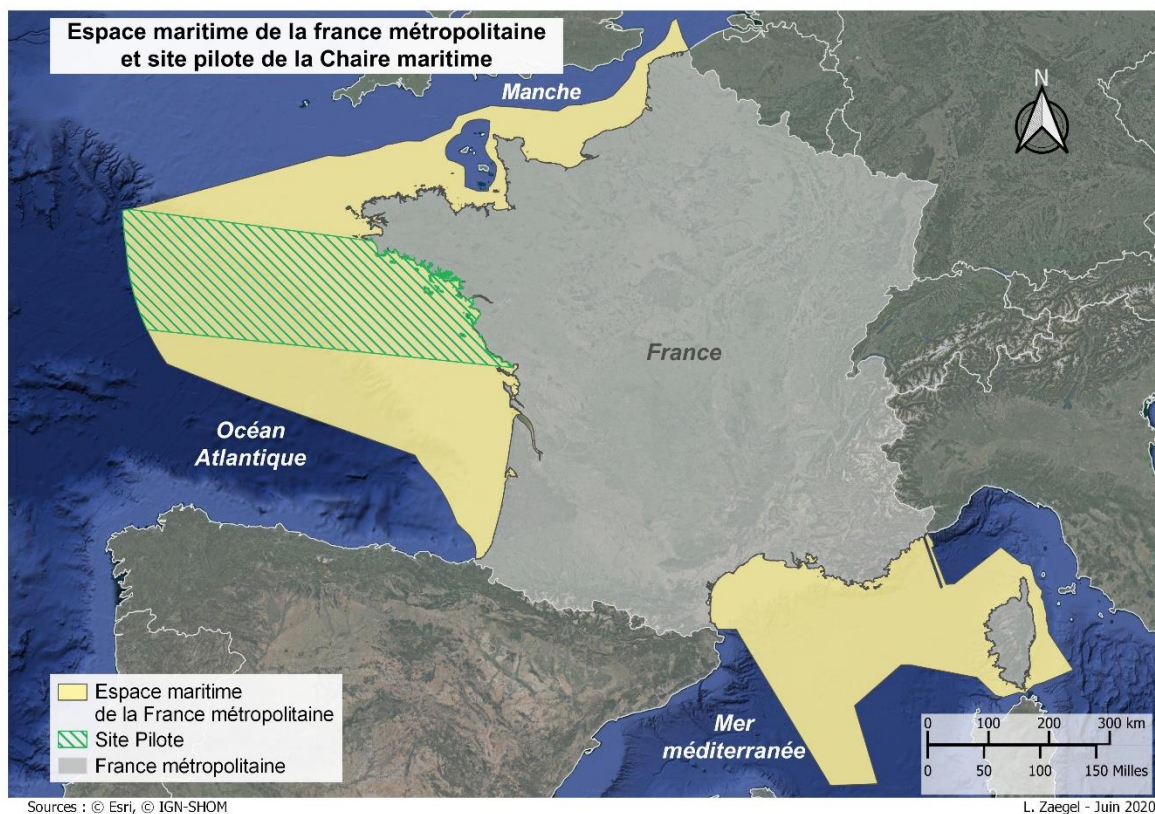 Espace maritime de la france métropolitaine
et site pilote de la Chaire maritime
Manche
N
France
Océan
Atlantique
Mer
méditerranée
Espace maritime
de la France métropolitaine
Site Pilote
France métropolitaine
0 100 200 300 km
0 50 100 150 Milles
Sources : © Esri, © IGN-SHOM
L. Zaegel - Juin 2020